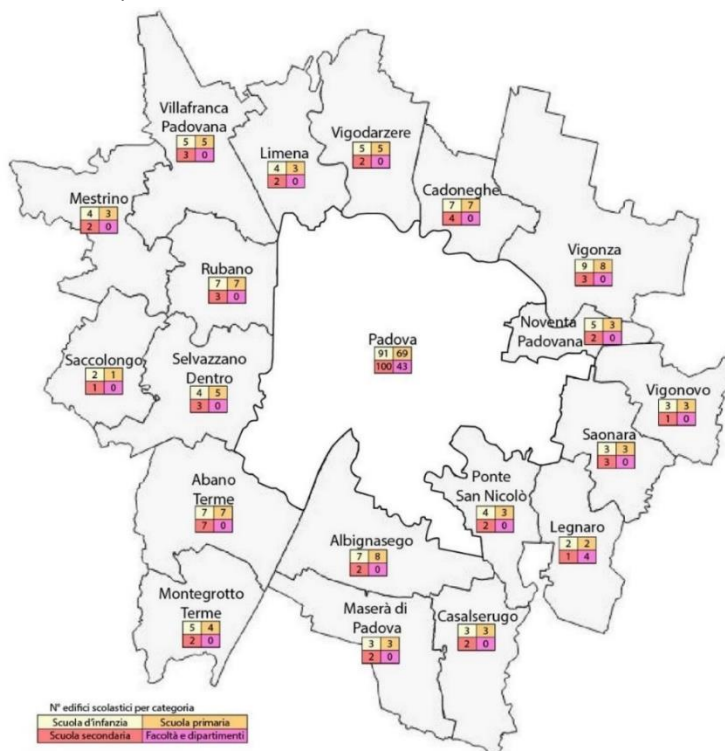 Villafranca
Padovana
5 5
3 0
Limena
4 3
2 0
Vigodarzere
5 5
2 0
Cadoneghe
7 7
4 0
Mestrino
4 3
2 0
Rubano
7 7
3 0
Vigonza
9 8
3 0
Padova
91 69
100 43
Noventa
Padovana
5 3
2 0
Saccolongo
2 1
1 0
Selvazzano
Dentro
4 5
3 0
Vigonovo
3 3
1 0
Saonara
3 3
3 0
Abano
Terme
7 7
7 0
Ponte
San Nicolò
4 3
2 0
Legnaro
2 2
1 4
Albignasego
7 8
2 0
Montegrotto
Terme
5 4
2 0
Maserà di
Padova
3 3
2 0
Casalserugo
3 3
2 0
N° edifici scolastici per categoria
Scuola d'infanzia Scuola primaria
Scuola secondaria Facoltà e dipartimenti